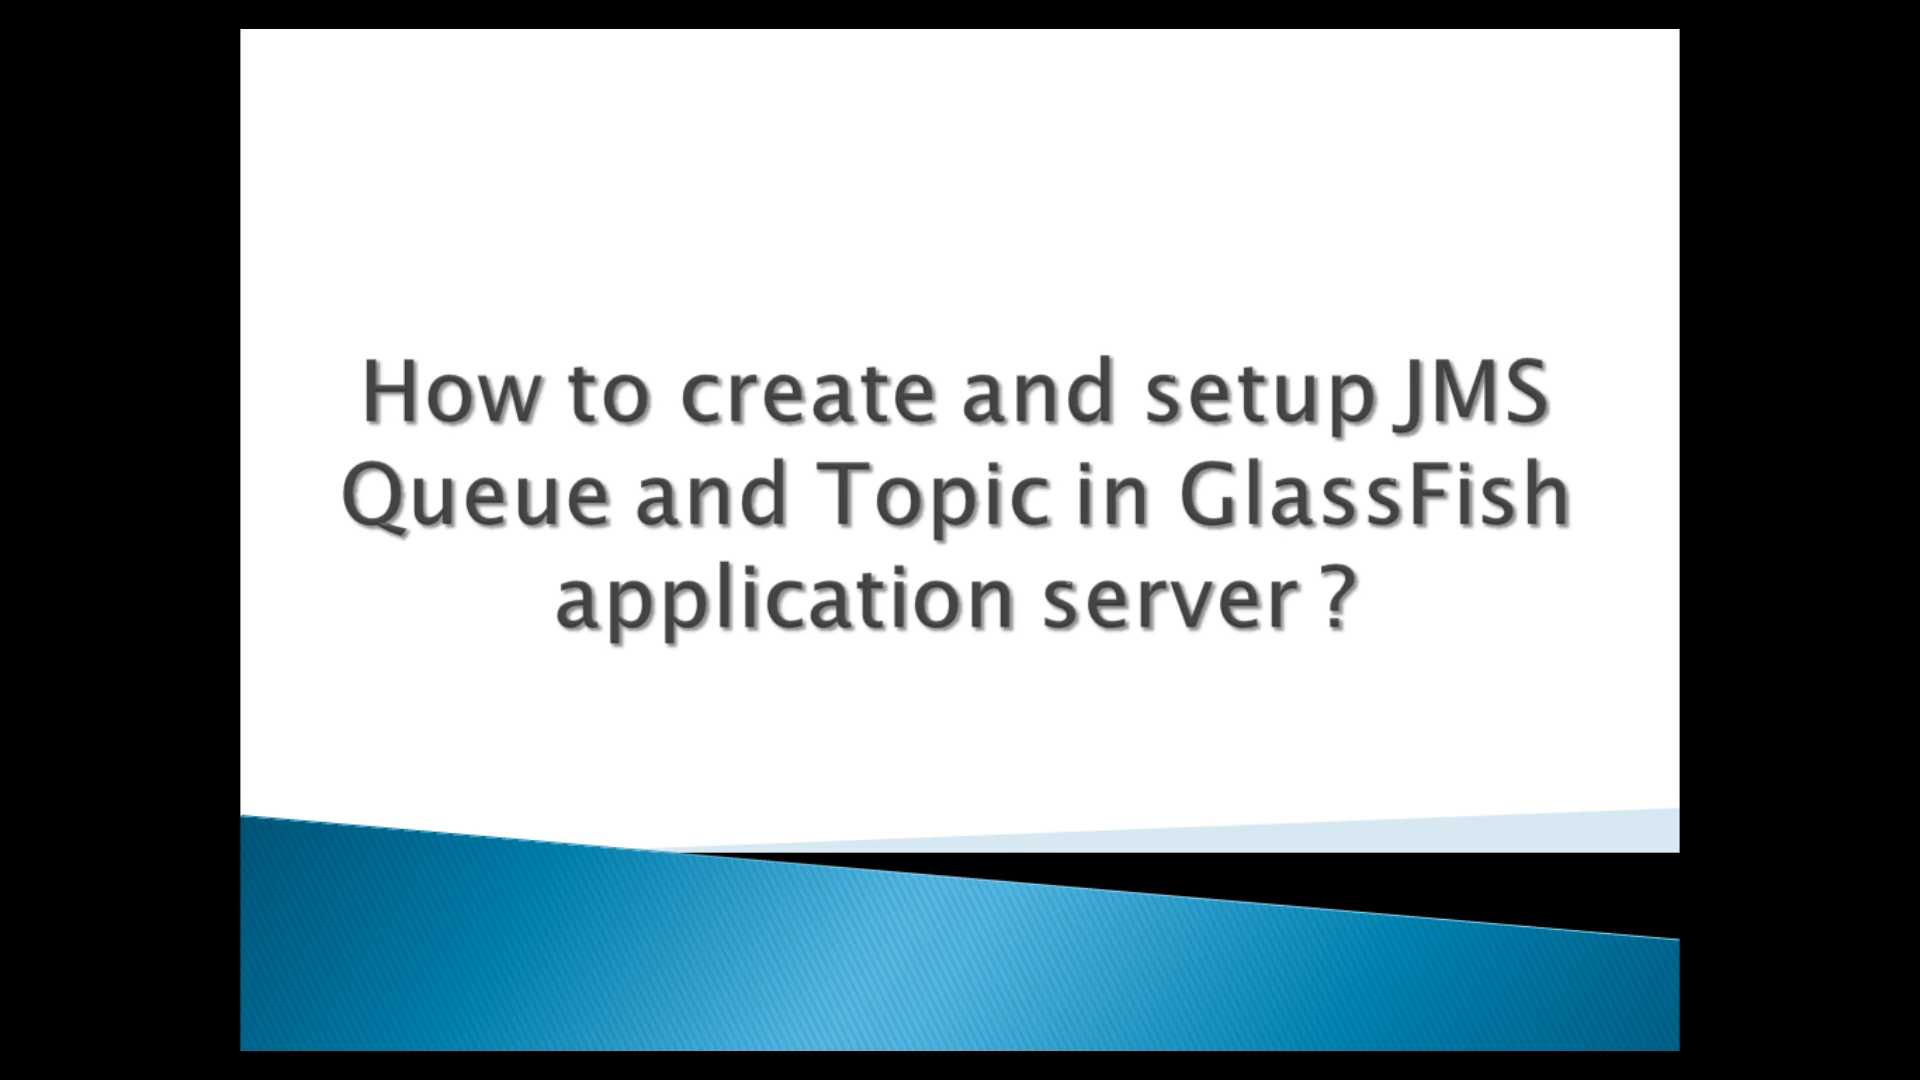 How to create and setup JMS
Queue and Topic in GlassFish
application server ?